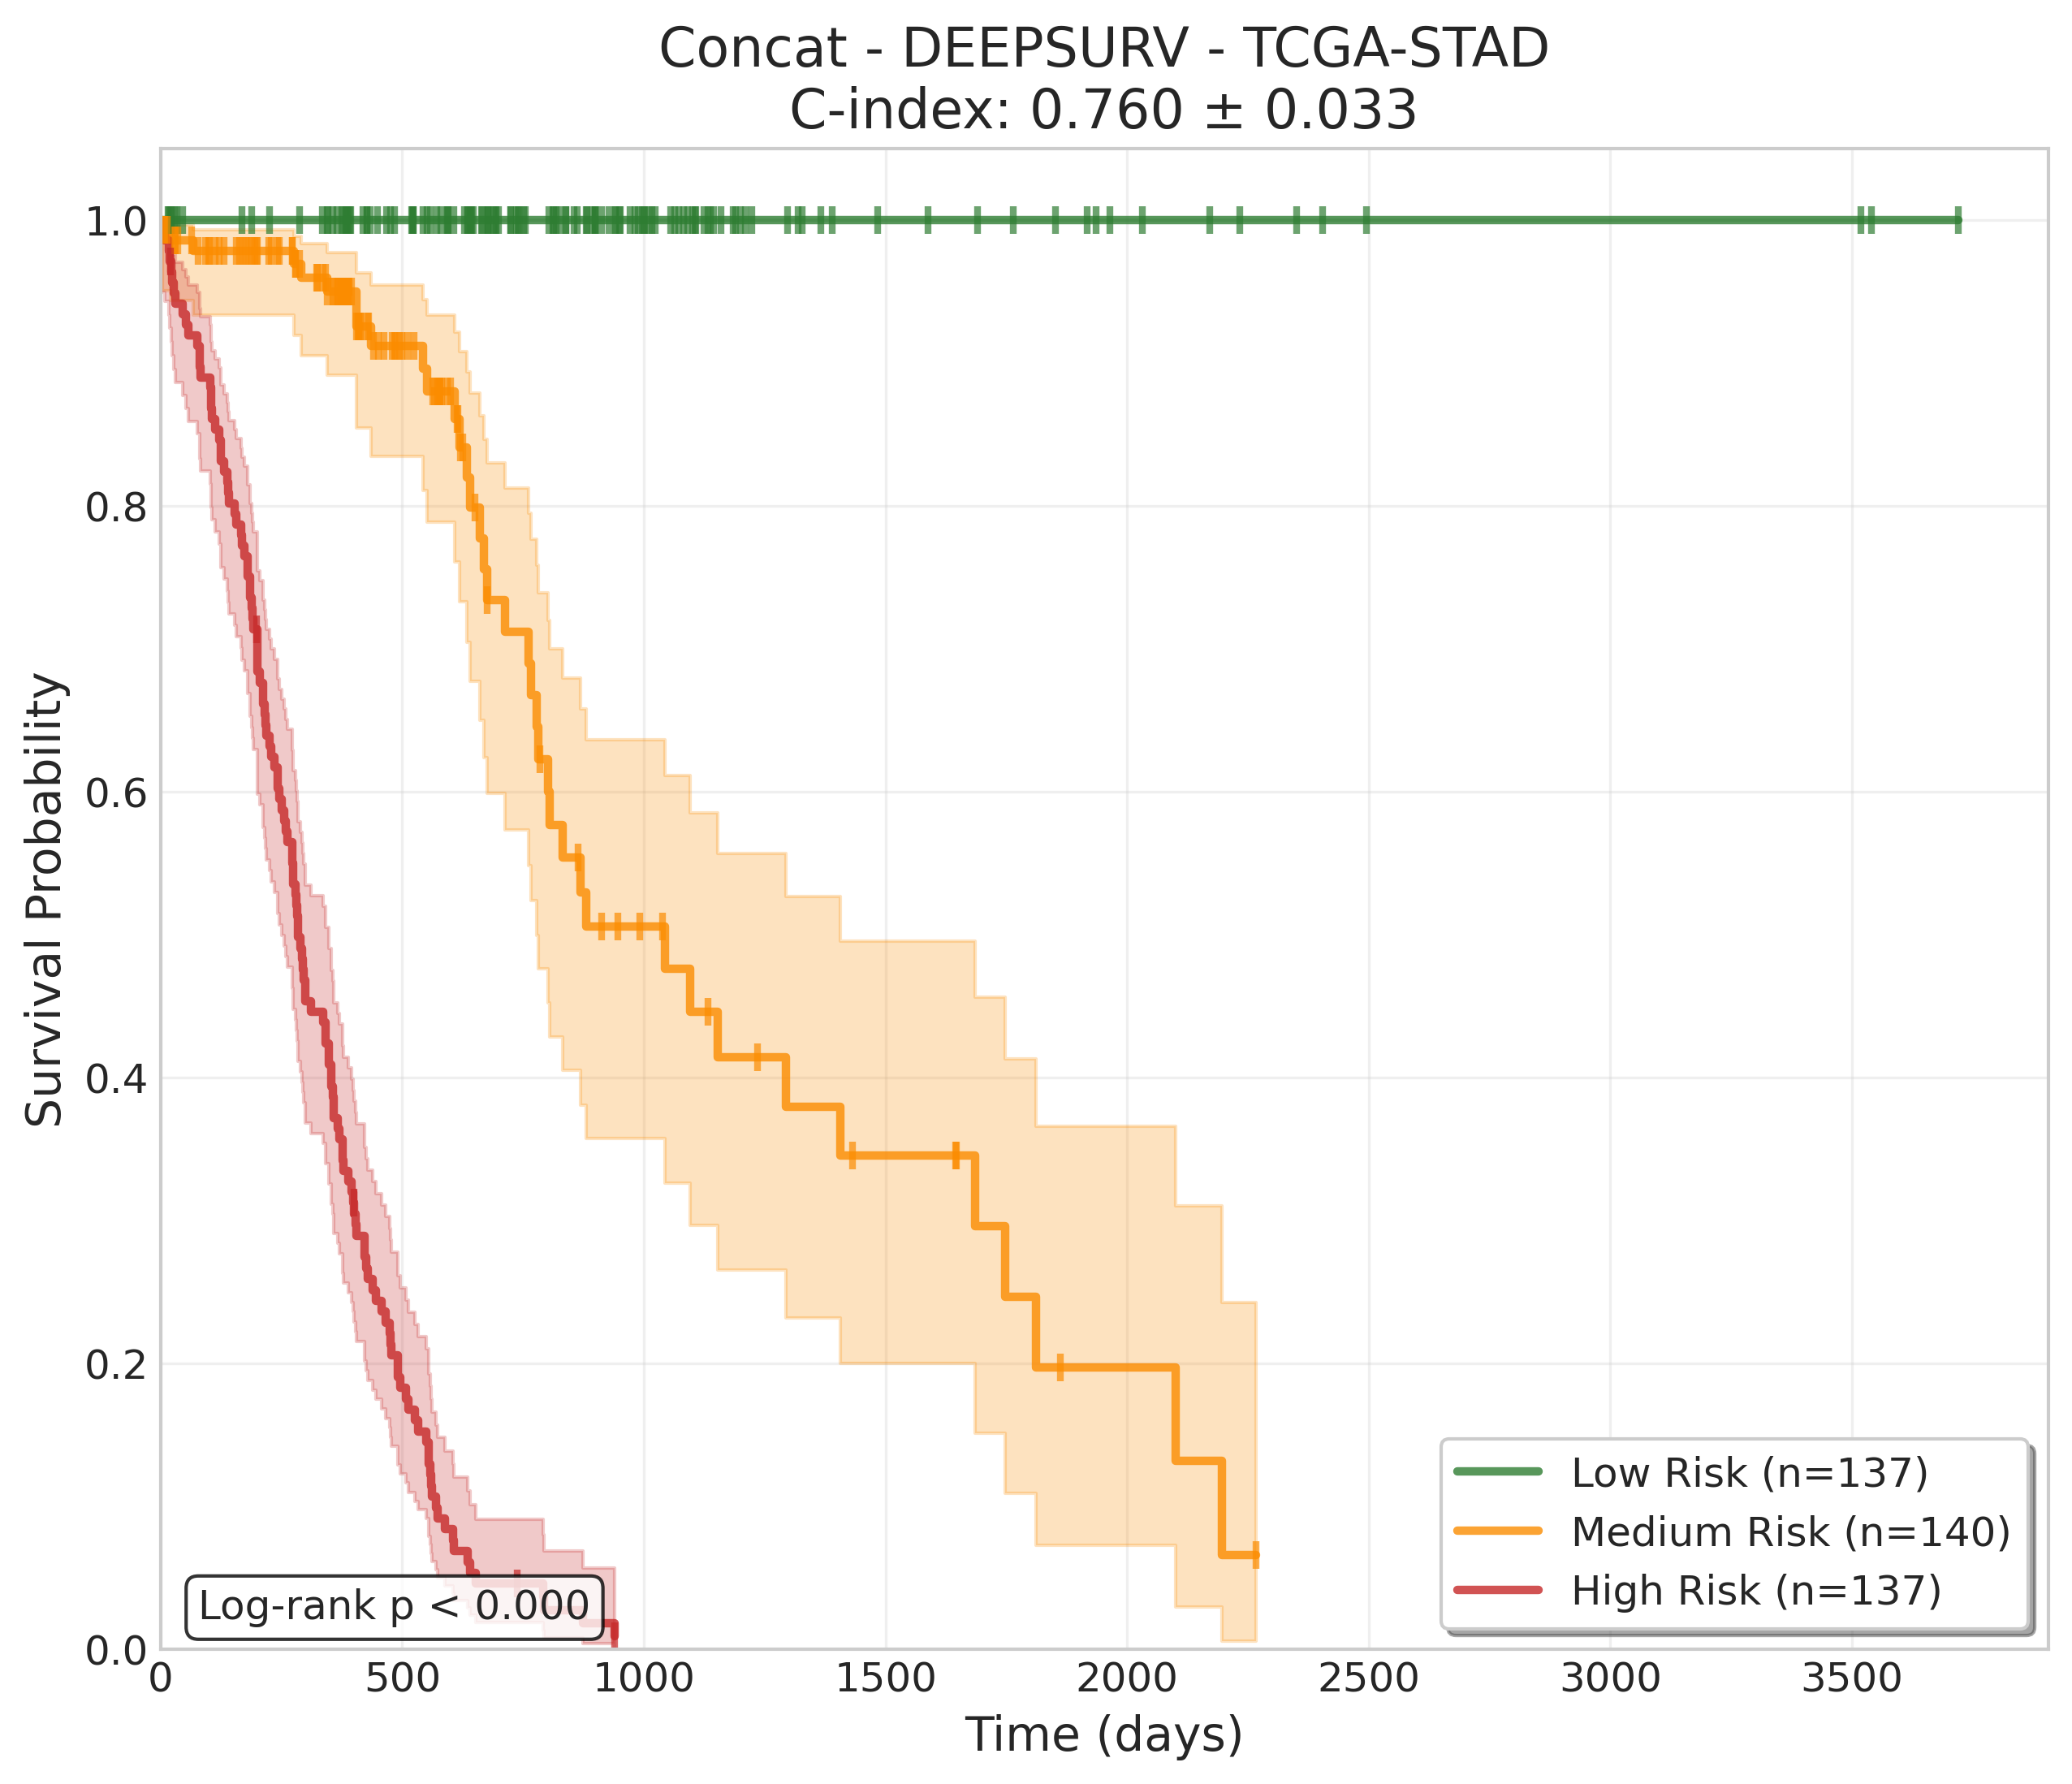 Concat - DEEPSURV - TCGA-STAD
C-index: 0.760 ± 0.033
Survival Probability
1.0
0.8
0.6
0.4
0.2
0.0
Log-rank p < 0.000
Low Risk (n=137)
Medium Risk (n=140)
High Risk (n=137)
0 500 1000 1500 2000 2500 3000 3500
Time (days)